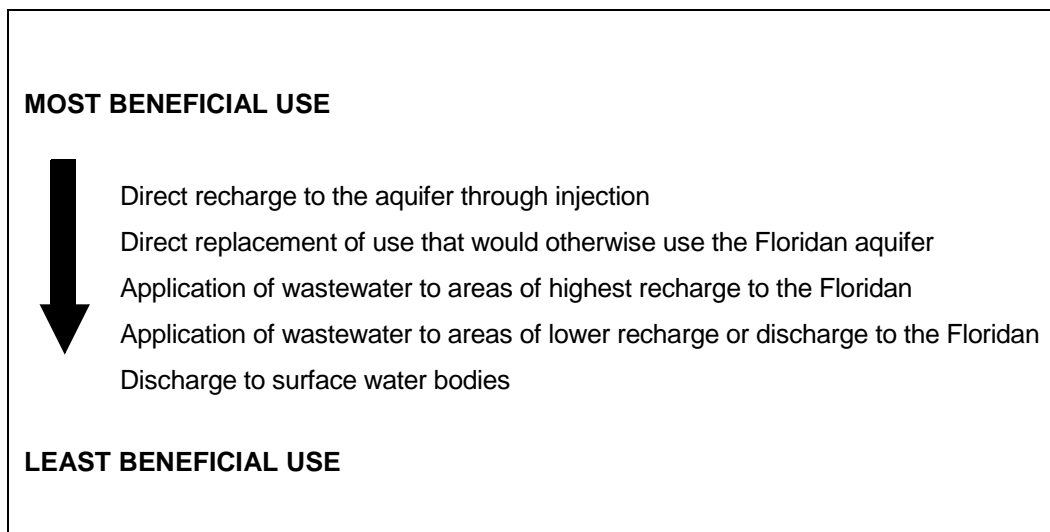 MOST BENEFICIAL USE
Direct recharge to the aquifer through injection
Direct replacement of use that would otherwise use the Floridan aquifer
Application of wastewater to areas of highest recharge to the Floridan
Application of wastewater to areas of lower recharge or discharge to the Floridan
Discharge to surface water bodies
LEAST BENEFICIAL USE